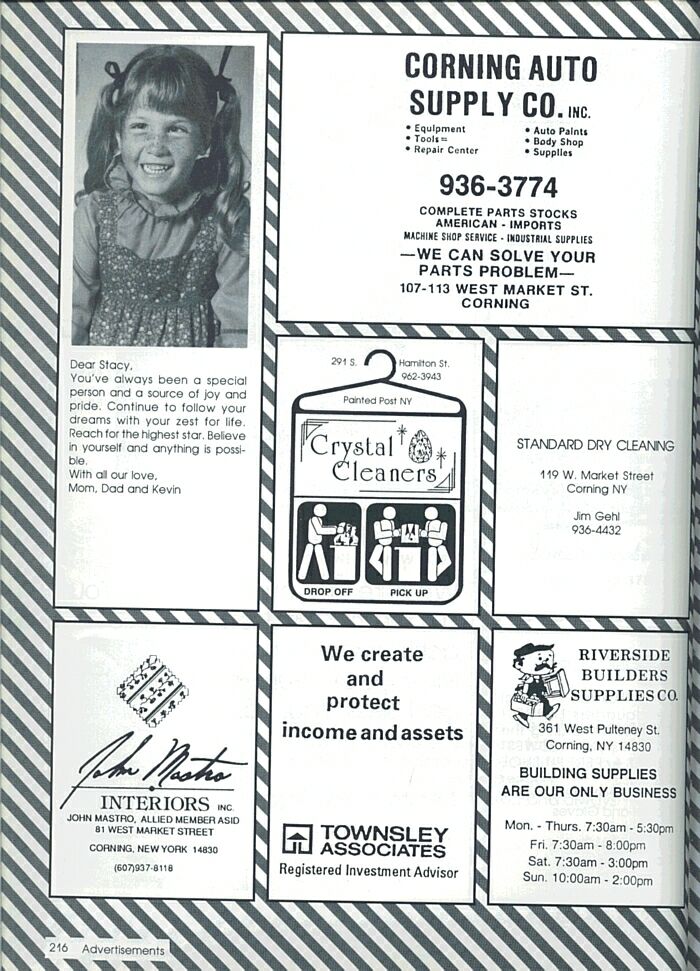 Dear Stacy,
You've always been a special
person and a source of joy and
pride. Continue to follow your
dreams with your zest for life.
Reach for the highest star. Believe
in yourself and anything is possi-
ble.
With all our love,
Mom, Dad and Kevin
CORNING AUTO
SUPPLY CO. INC.
• Equipment
• Tools=
• Repair Center
• Auto Paints
• Body Shop
• Supplies
936-3774
COMPLETE PARTS STOCKS
AMERICAN - IMPORTS
MACHINE SHOP SERVICE - INDUSTRIAL SUPPLIES
—WE CAN SOLVE YOUR
PARTS PROBLEM—
107-113 WEST MARKET ST.
CORNING
291 S. Hamilton St.
962-3943
Painted Post NY
Crystal
Cleaners
DROP OFF PICK UP
STANDARD DRY CLEANING
119 W. Market Street
Corning NY
Jim Gehl
936-4432
John Mastro
INTERIORS INC.
JOHN MASTRO, ALLIED MEMBER ASID
81 WEST MARKET STREET
CORNING, NEW YORK 14830
(607)937-8118
We create
and
protect
income and assets
TOWNSLEY
ASSOCIATES
Registered Investment Advisor
RIVERSIDE
BUILDERS
SUPPLIES CO.
361 West Pulteney St.
Corning, NY 14830
BUILDING SUPPLIES
ARE OUR ONLY BUSINESS
Mon. - Thurs. 7:30am - 5:30pm
Fri. 7:30am - 8:00pm
Sat. 7:30am - 3:00pm
Sun. 10:00am - 2:00pm
216 Advertisements